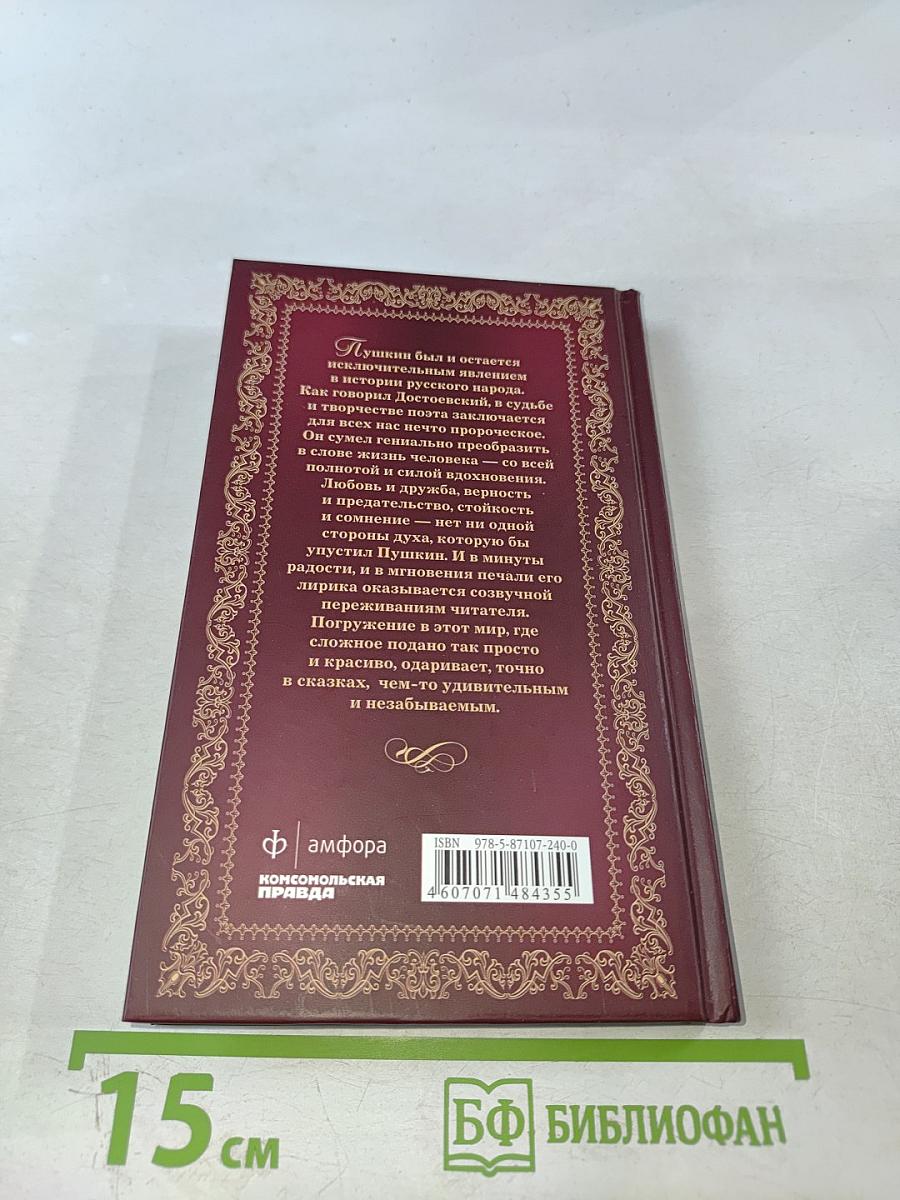 Пушкин был и остается
исключительным явлением
в истории русского народа.
Как говорил Достоевский, в судьбе
и творчестве поэта заключается
для всех нас нечто пророческое.
Он сумел гениально преобразить
в слове жизнь человека — со всей
полнотой и силой вдохновения.
Любовь и дружба, верность
и предательство, стойкость
и сомнение — нет ни одной
стороны духа, которую бы
упустил Пушкин. И в минуты
радости, и в мгновения печали его
лирика оказывается созвучной
переживаниям читателя.
Погружение в этот мир, где
сложное подано так просто
и красиво, одаривает, точно
в сказках, чем-то удивительным
и незабываемым.
амфора
КОМСОМОЛЬСКАЯ
ПРАВДА
ISBN 978-5-87107-240-0
4 607071 484355
15 см
БФ БИБЛИОФАН